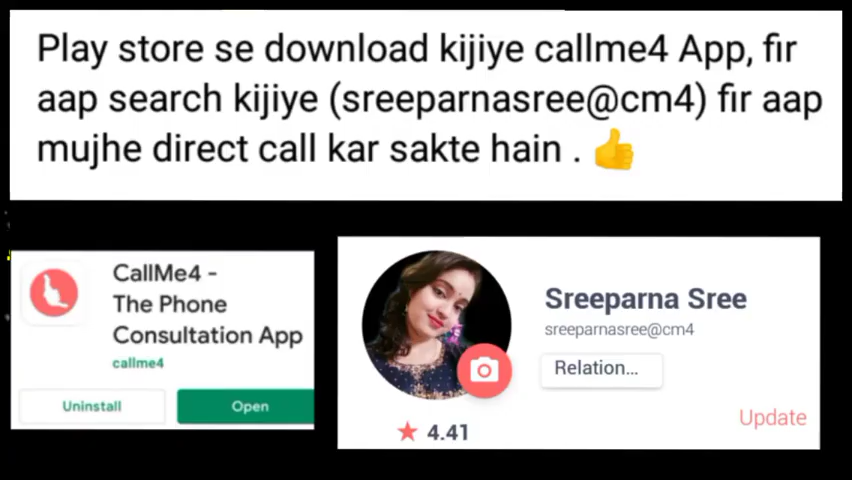 Play store se download kijiye callme4 App, fir
aap search kijiye (sreeparnasree@cm4) fir aap
mujhe direct call kar sakte hain . 👍
CallMe4 -
The Phone
Consultation App
callme4
Uninstall
Open
Sreeparna Sree
sreeparnasree@cm4
Relation...
★ 4.41
Update